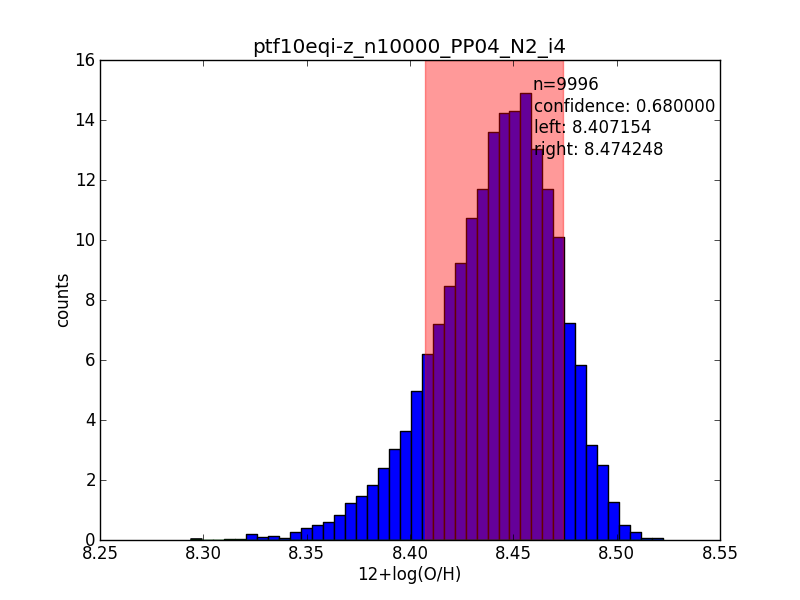 ptf10eqi-z_n10000_PP04_N2_i4
16
14
12
10
8
6
4
2
0
counts
n=9996
confidence: 0.680000
left: 8.407154
right: 8.474248
8.25 8.30 8.35 8.40 8.45 8.50 8.55
12+log(O/H)